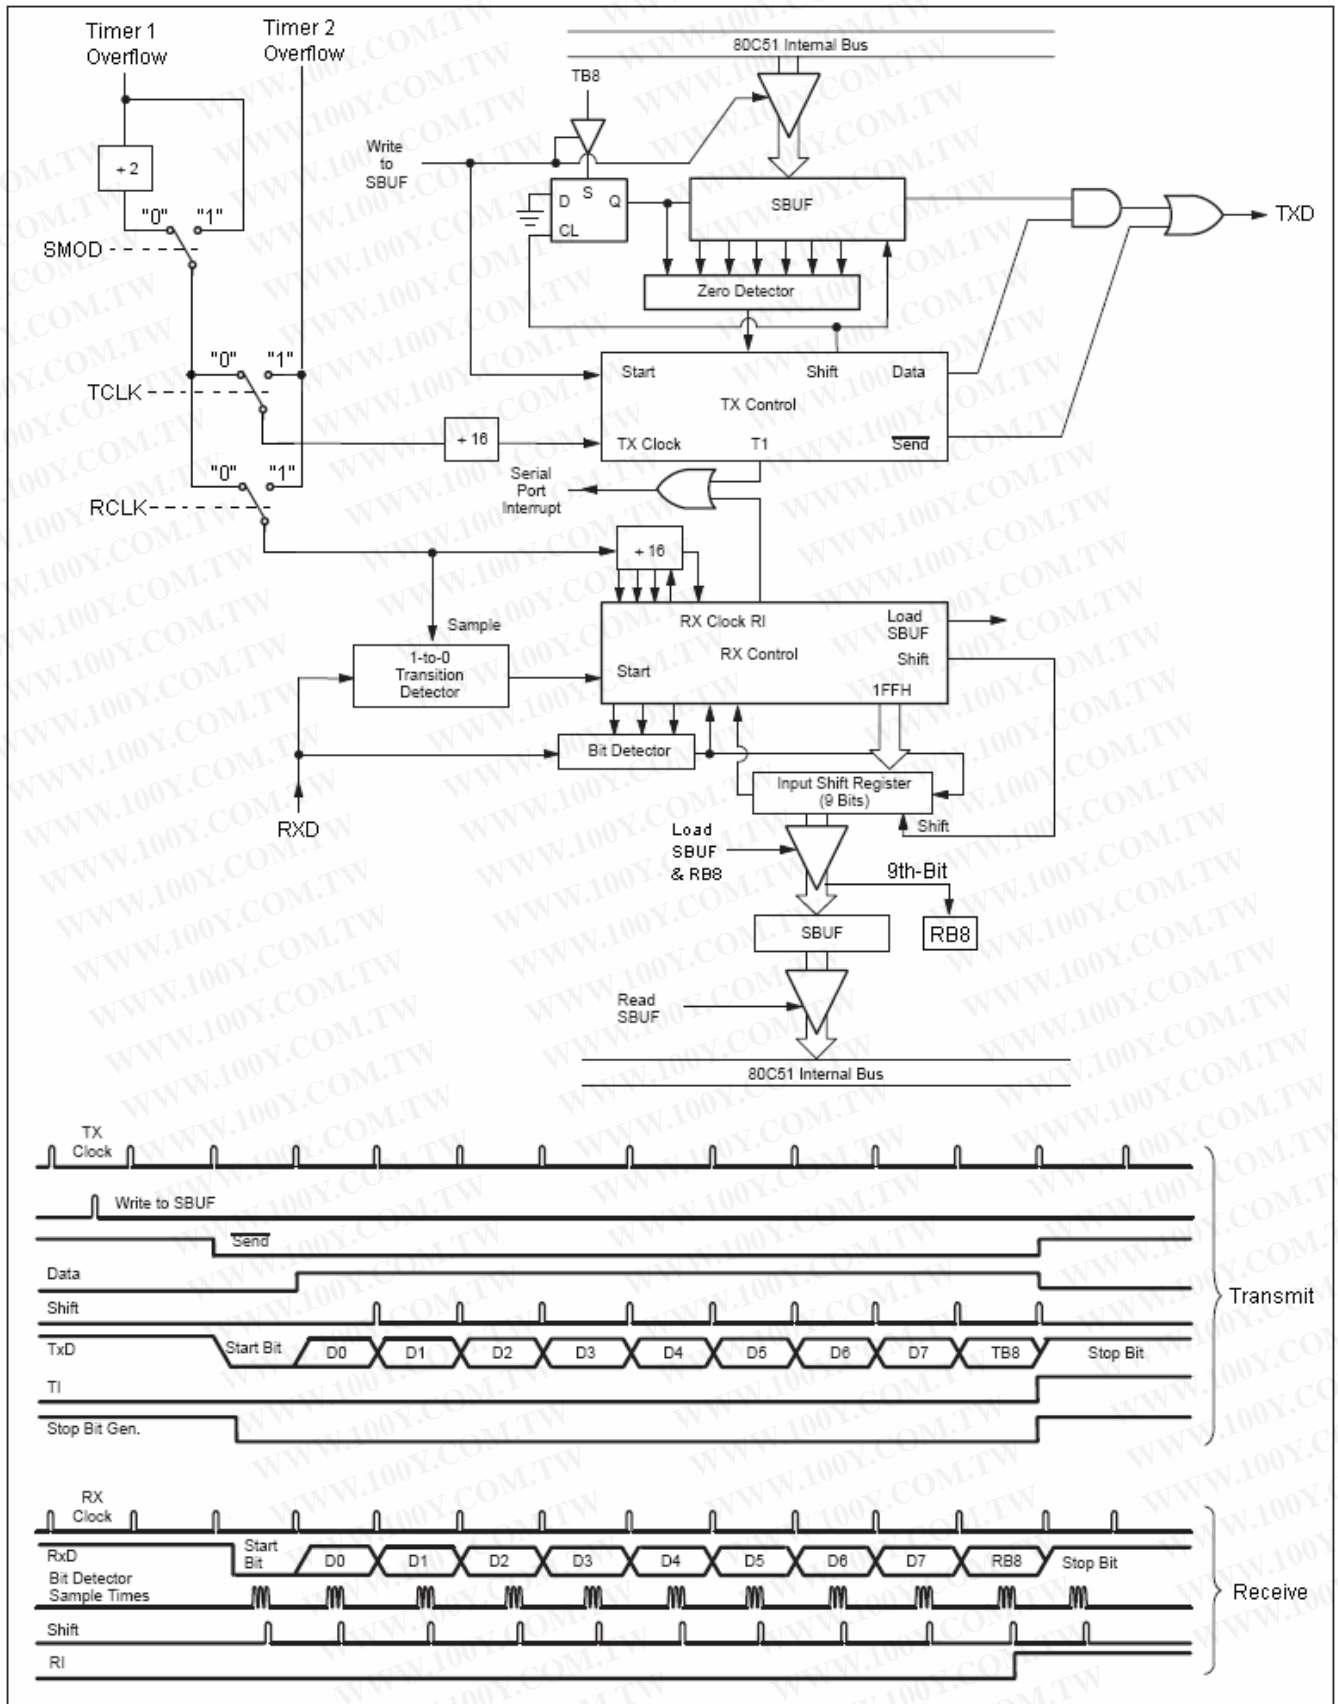 Timer 1
Overflow
Timer 2
Overflow
80C51 Internal Bus
TB8
Write
to
SBUF
÷ 2
"0" "1"
SMOD
D S Q
CL
SBUF
TXD
Zero Detector
"0" "1"
TCLK
Start Shift Data
TX Control
TX Clock T1 Send
÷ 16
"0" "1"
RCLK
Serial
Port
Interrupt
÷ 16
Sample
RX Clock RI
Load
SBUF
RX Control
Shift
Start
1FFH
1-to-0
Transition
Detector
Bit Detector
Input Shift Register
(9 Bits)
Shift
RXD
Load
SBUF
& RB8
9th-Bit
SBUF
RB8
Read
SBUF
80C51 Internal Bus
TX
Clock
Write to SBUF
Send
Data
Shift
TxD Start Bit D0 D1 D2 D3 D4 D5 D6 D7 TB8 Stop Bit
TI
Stop Bit Gen.
Transmit
RX
Clock
RxD Start Bit D0 D1 D2 D3 D4 D5 D6 D7 RB8 Stop Bit
Bit Detector
Sample Times
Shift
RI
Receive
WWW.100Y.COM.TW